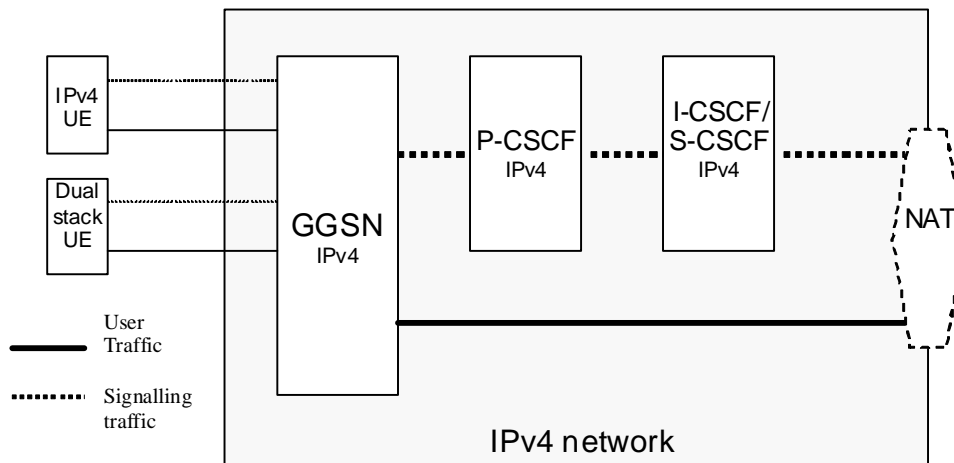 IPv4
UE
Dual
stack
UE
GGSN
IPv4
P-CSCF
IPv4
I-CSCF/
S-CSCF
IPv4
NAT
User
Traffic
Signalling
traffic
IPv4 network